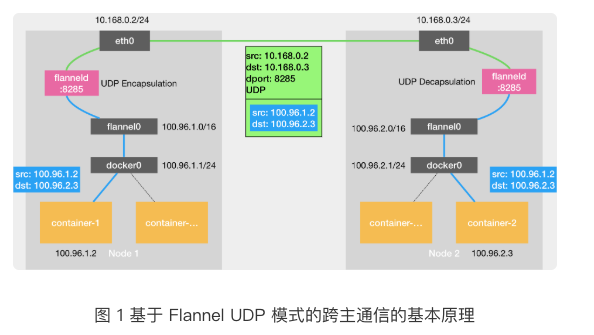 10.168.0.2/24
10.168.0.3/24
eth0
eth0
src: 10.168.0.2
dst: 10.168.0.3
dport: 8285
UDP
src: 100.96.1.2
dst: 100.96.2.3
flanneld
:8285
UDP Encapsulation
UDP Decapsulation
flanneld
:8285
flannel0
100.96.1.0/16
100.96.2.0/16
flannel0
docker0
100.96.1.1/24
100.96.2.1/24
docker0
src: 100.96.1.2
dst: 100.96.2.3
src: 100.96.1.2
dst: 100.96.2.3
container-1
container-...
container-...
container-2
100.96.1.2
Node 1
Node 2
100.96.2.3
图 1 基于 Flannel UDP 模式的跨主通信的基本原理